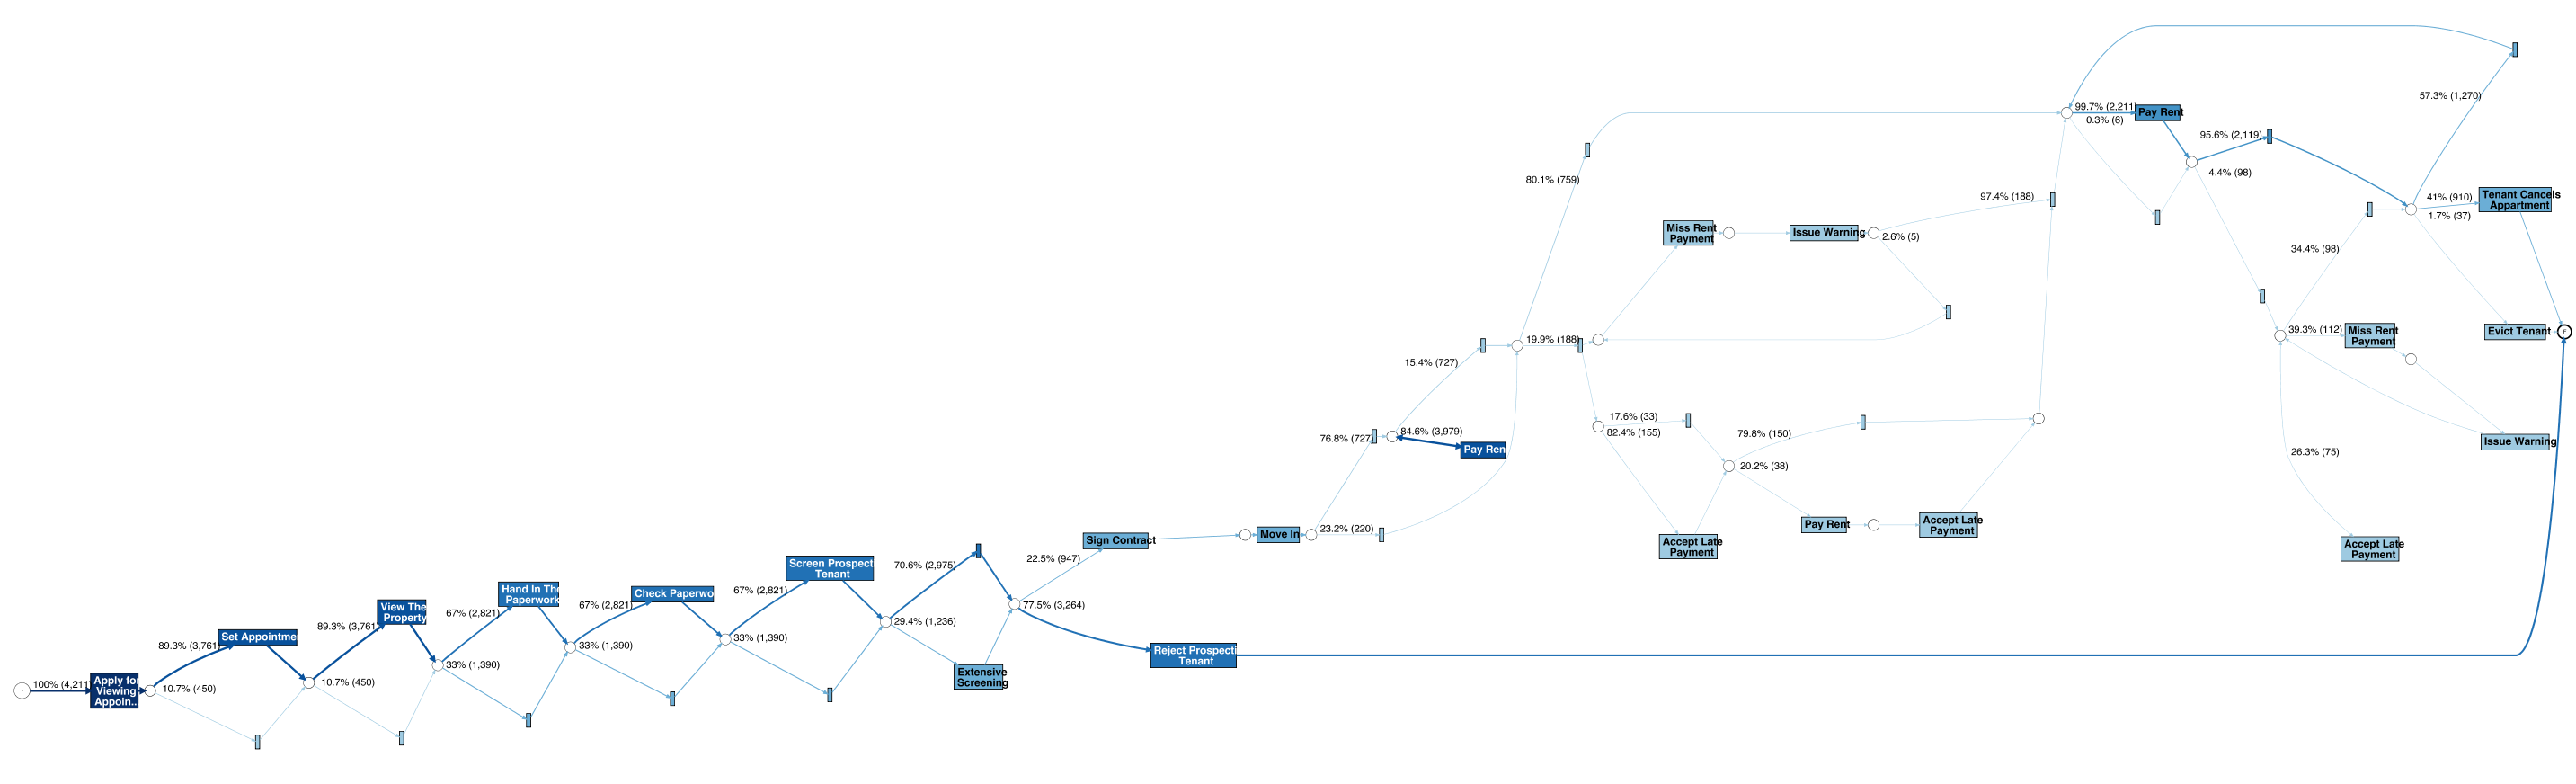 100% (4,211)
Apply for
Viewing
Appoin...
89.3% (3,761)
10.7% (450)
Set Appointme
89.3% (3,761)
10.7% (450)
View The
Property
67% (2,821)
33% (1,390)
Hand In The
Paperwork
67% (2,821)
33% (1,390)
Check Paperwo
67% (2,821)
33% (1,390)
Screen Prospect
Tenant
70.6% (2,975)
29.4% (1,236)
Extensive
Screening
22.5% (947)
77.5% (3,264)
Sign Contract
Reject Prospecti
Tenant
Move In
76.8% (727)
23.2% (220)
84.6% (3,979)
Pay Ren
15.4% (727)
80.1% (759)
19.9% (188)
Miss Rent
Payment
Issue Warning
97.4% (188)
2.6% (5)
17.6% (33)
82.4% (155)
Accept Late
Payment
79.8% (150)
20.2% (38)
Pay Rent
Accept Late
Payment
99.7% (2,211)
0.3% (6)
Pay Rent
95.6% (2,119)
4.4% (98)
57.3% (1,270)
41% (910)
1.7% (37)
Tenant Cancels
Appartment
Evict Tenant
F
34.4% (98)
39.3% (112)
Miss Rent
Payment
Issue Warning
26.3% (75)
Accept Late
Payment